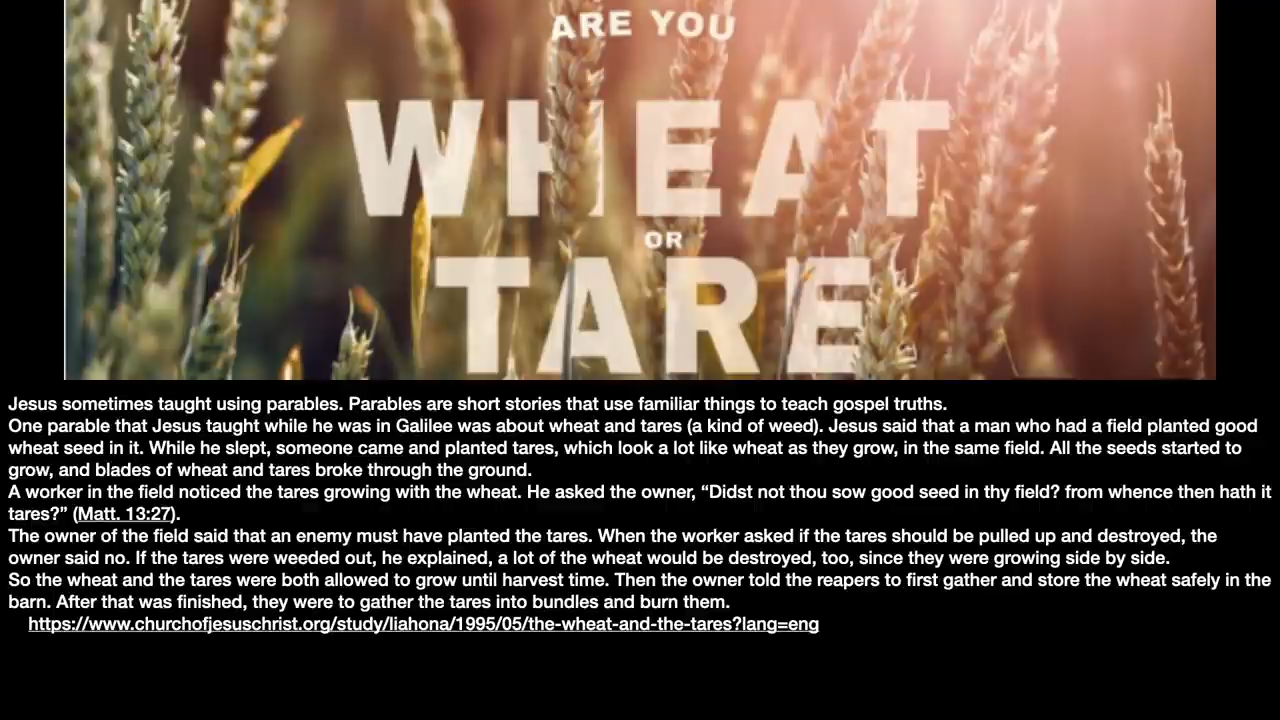 ARE YOU
WHEAT
OR
TARE
Jesus sometimes taught using parables. Parables are short stories that use familiar things to teach gospel truths.
One parable that Jesus taught while he was in Galilee was about wheat and tares (a kind of weed). Jesus said that a man who had a field planted good
wheat seed in it. While he slept, someone came and planted tares, which look a lot like wheat as they grow, in the same field. All the seeds started to
grow, and blades of wheat and tares broke through the ground.
A worker in the field noticed the tares growing with the wheat. He asked the owner, “Didst not thou sow good seed in thy field? from whence then hath it
tares?” (Matt. 13:27).
The owner of the field said that an enemy must have planted the tares. When the worker asked if the tares should be pulled up and destroyed, the
owner said no. If the tares were weeded out, he explained, a lot of the wheat would be destroyed, too, since they were growing side by side.
So the wheat and the tares were both allowed to grow until harvest time. Then the owner told the reapers to first gather and store the wheat safely in the
barn. After that was finished, they were to gather the tares into bundles and burn them.
https://www.churchofjesuschrist.org/study/liahona/1995/05/the-wheat-and-the-tares?lang=eng